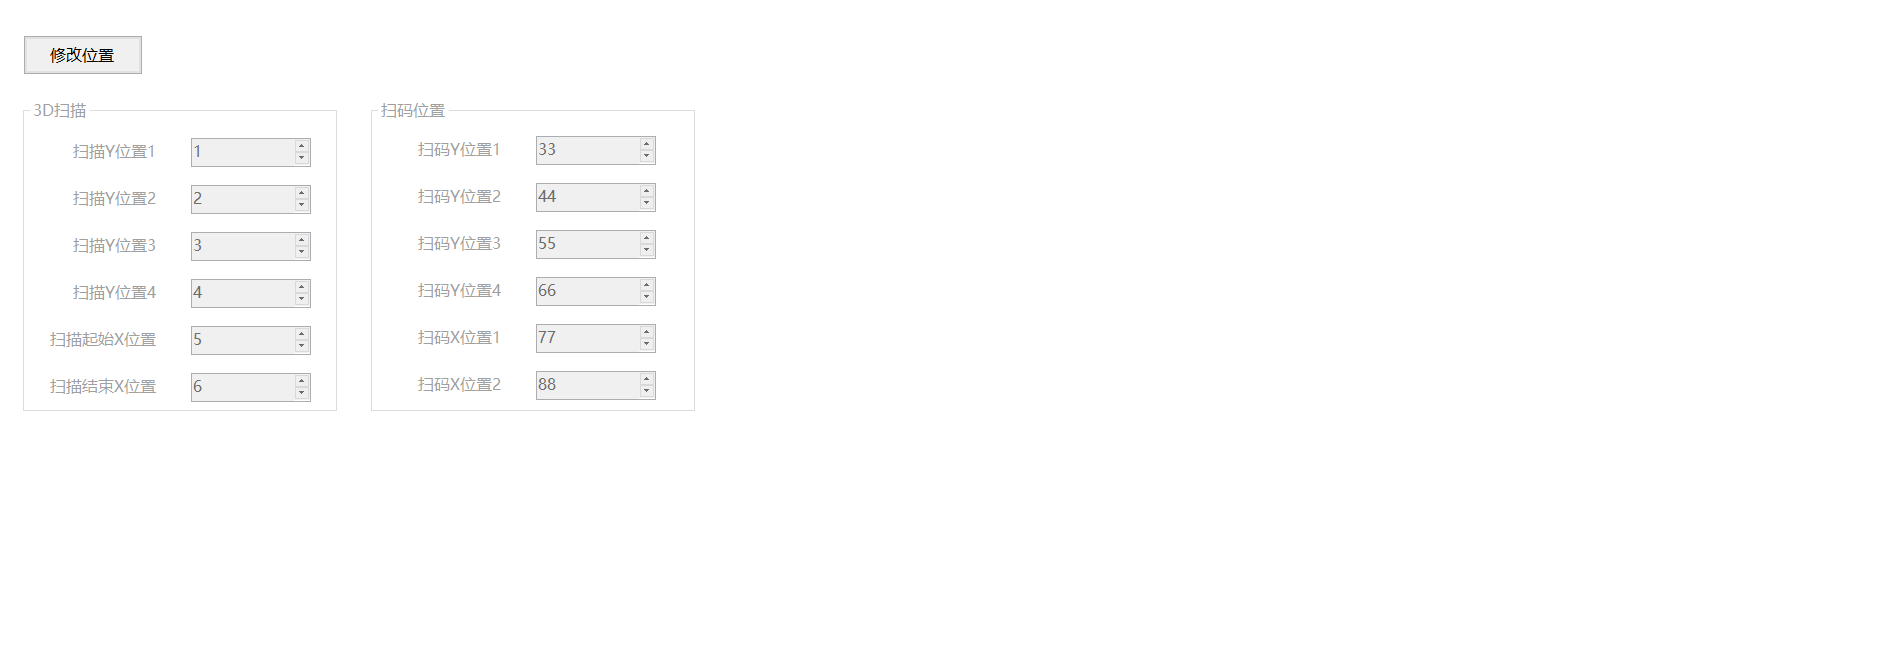 修改位置
3D扫描
扫描Y位置1 1
扫描Y位置2 2
扫描Y位置3 3
扫描Y位置4 4
扫描起始X位置 5
扫描结束X位置 6
扫码位置
扫码Y位置1 33
扫码Y位置2 44
扫码Y位置3 55
扫码Y位置4 66
扫码X位置1 77
扫码X位置2 88